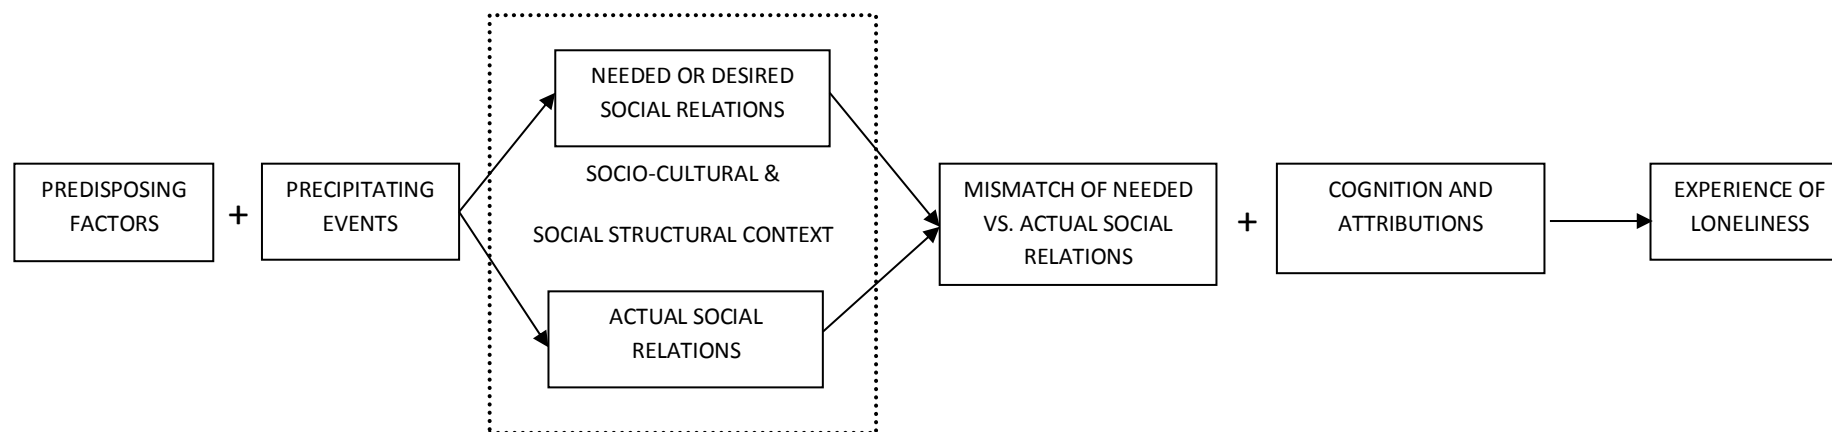 PREDISPOSING
FACTORS
+
PRECIPITATING
EVENTS
NEEDED OR DESIRED
SOCIAL RELATIONS
SOCIO-CULTURAL &
SOCIAL STRUCTURAL CONTEXT
ACTUAL SOCIAL
RELATIONS
MISMATCH OF NEEDED
VS. ACTUAL SOCIAL
RELATIONS
+
COGNITION AND
ATTRIBUTIONS
EXPERIENCE OF
LONELINESS